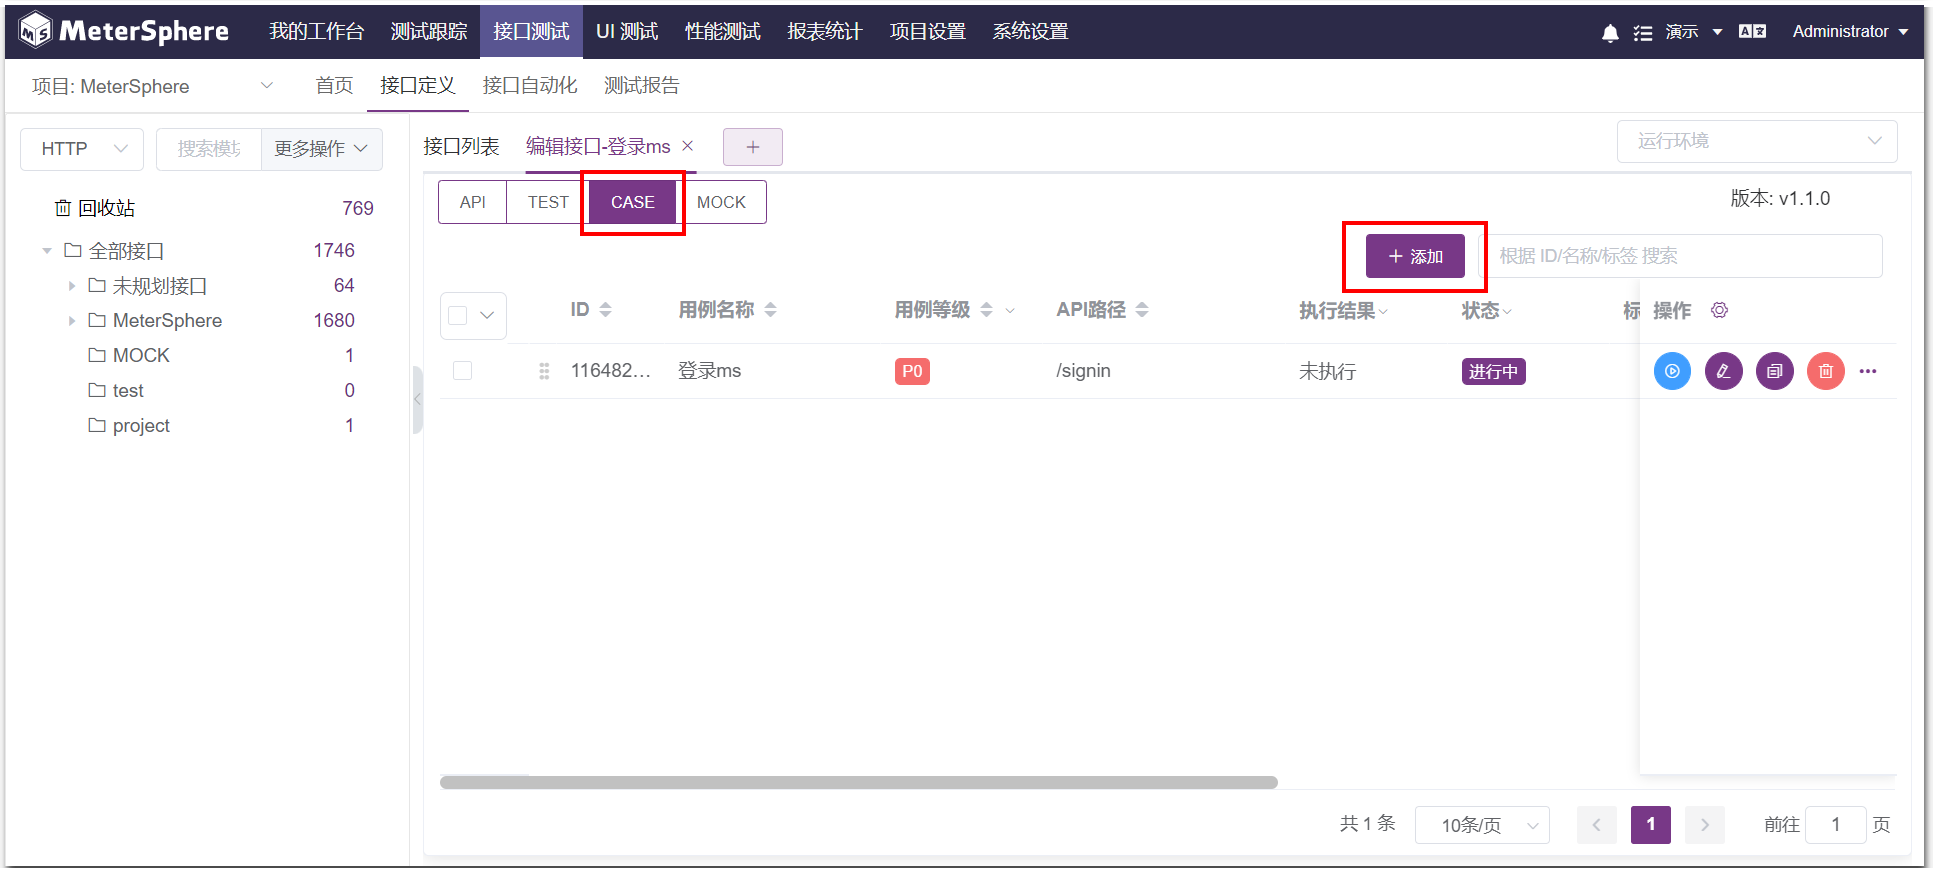 MeterSphere 我的工作台 测试跟踪 接口测试 UI 测试 性能测试 报表统计 项目设置 系统设置 演示 Administrator
项目: MeterSphere 首页 接口定义 接口自动化 测试报告
HTTP 搜索模块 更多操作 接口列表 编辑接口-登录ms × + 运行环境
API TEST CASE MOCK 版本: v1.1.0
回收站 769
全部接口 1746
未规划接口 64
MeterSphere 1680
MOCK 1
test 0
project 1
+ 添加 根据 ID/名称/标签 搜索
ID 用例名称 用例等级 API路径 执行结果 状态 标 操作
116482... 登录ms P0 /signin 未执行 进行中 •••
共 1 条 10条/页 < 1 > 前往 1 页